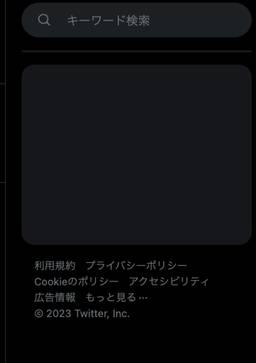 キーワード検索
利用規約 プライバシーポリシー
Cookieのポリシー アクセシビリティ
広告情報 もっと見る ···
© 2023 Twitter, Inc.